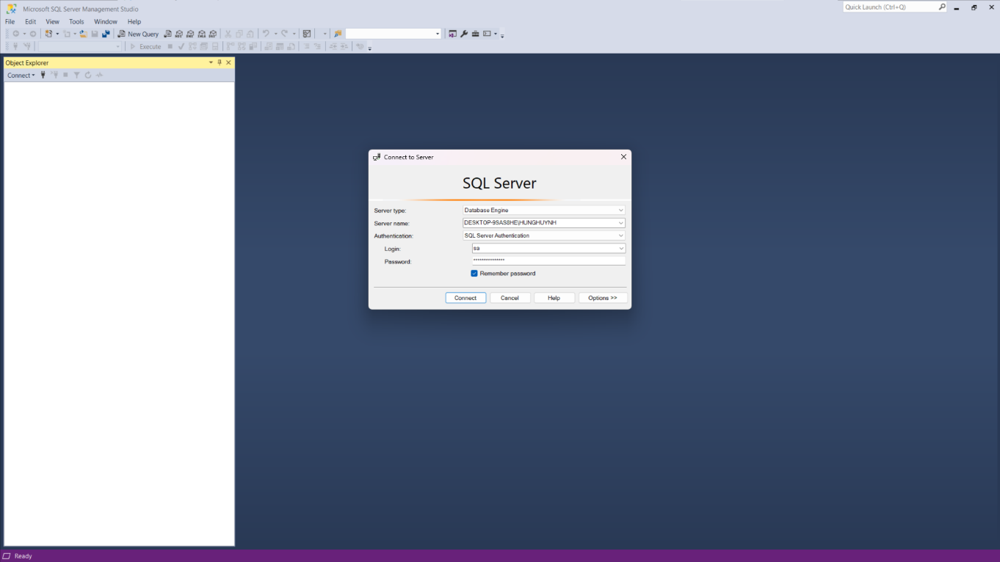 Microsoft SQL Server Management Studio
Quick Launch (Ctrl+Q)
File Edit View Tools Window Help
New Query
Execute
Object Explorer
Connect
Connect to Server
SQL Server
Server type: Database Engine
Server name: DESKTOP-9SAS8HE\HUNGHUYNH
Authentication: SQL Server Authentication
Login: sa
Password: ***************
Remember password
Connect Cancel Help Options >>
Ready